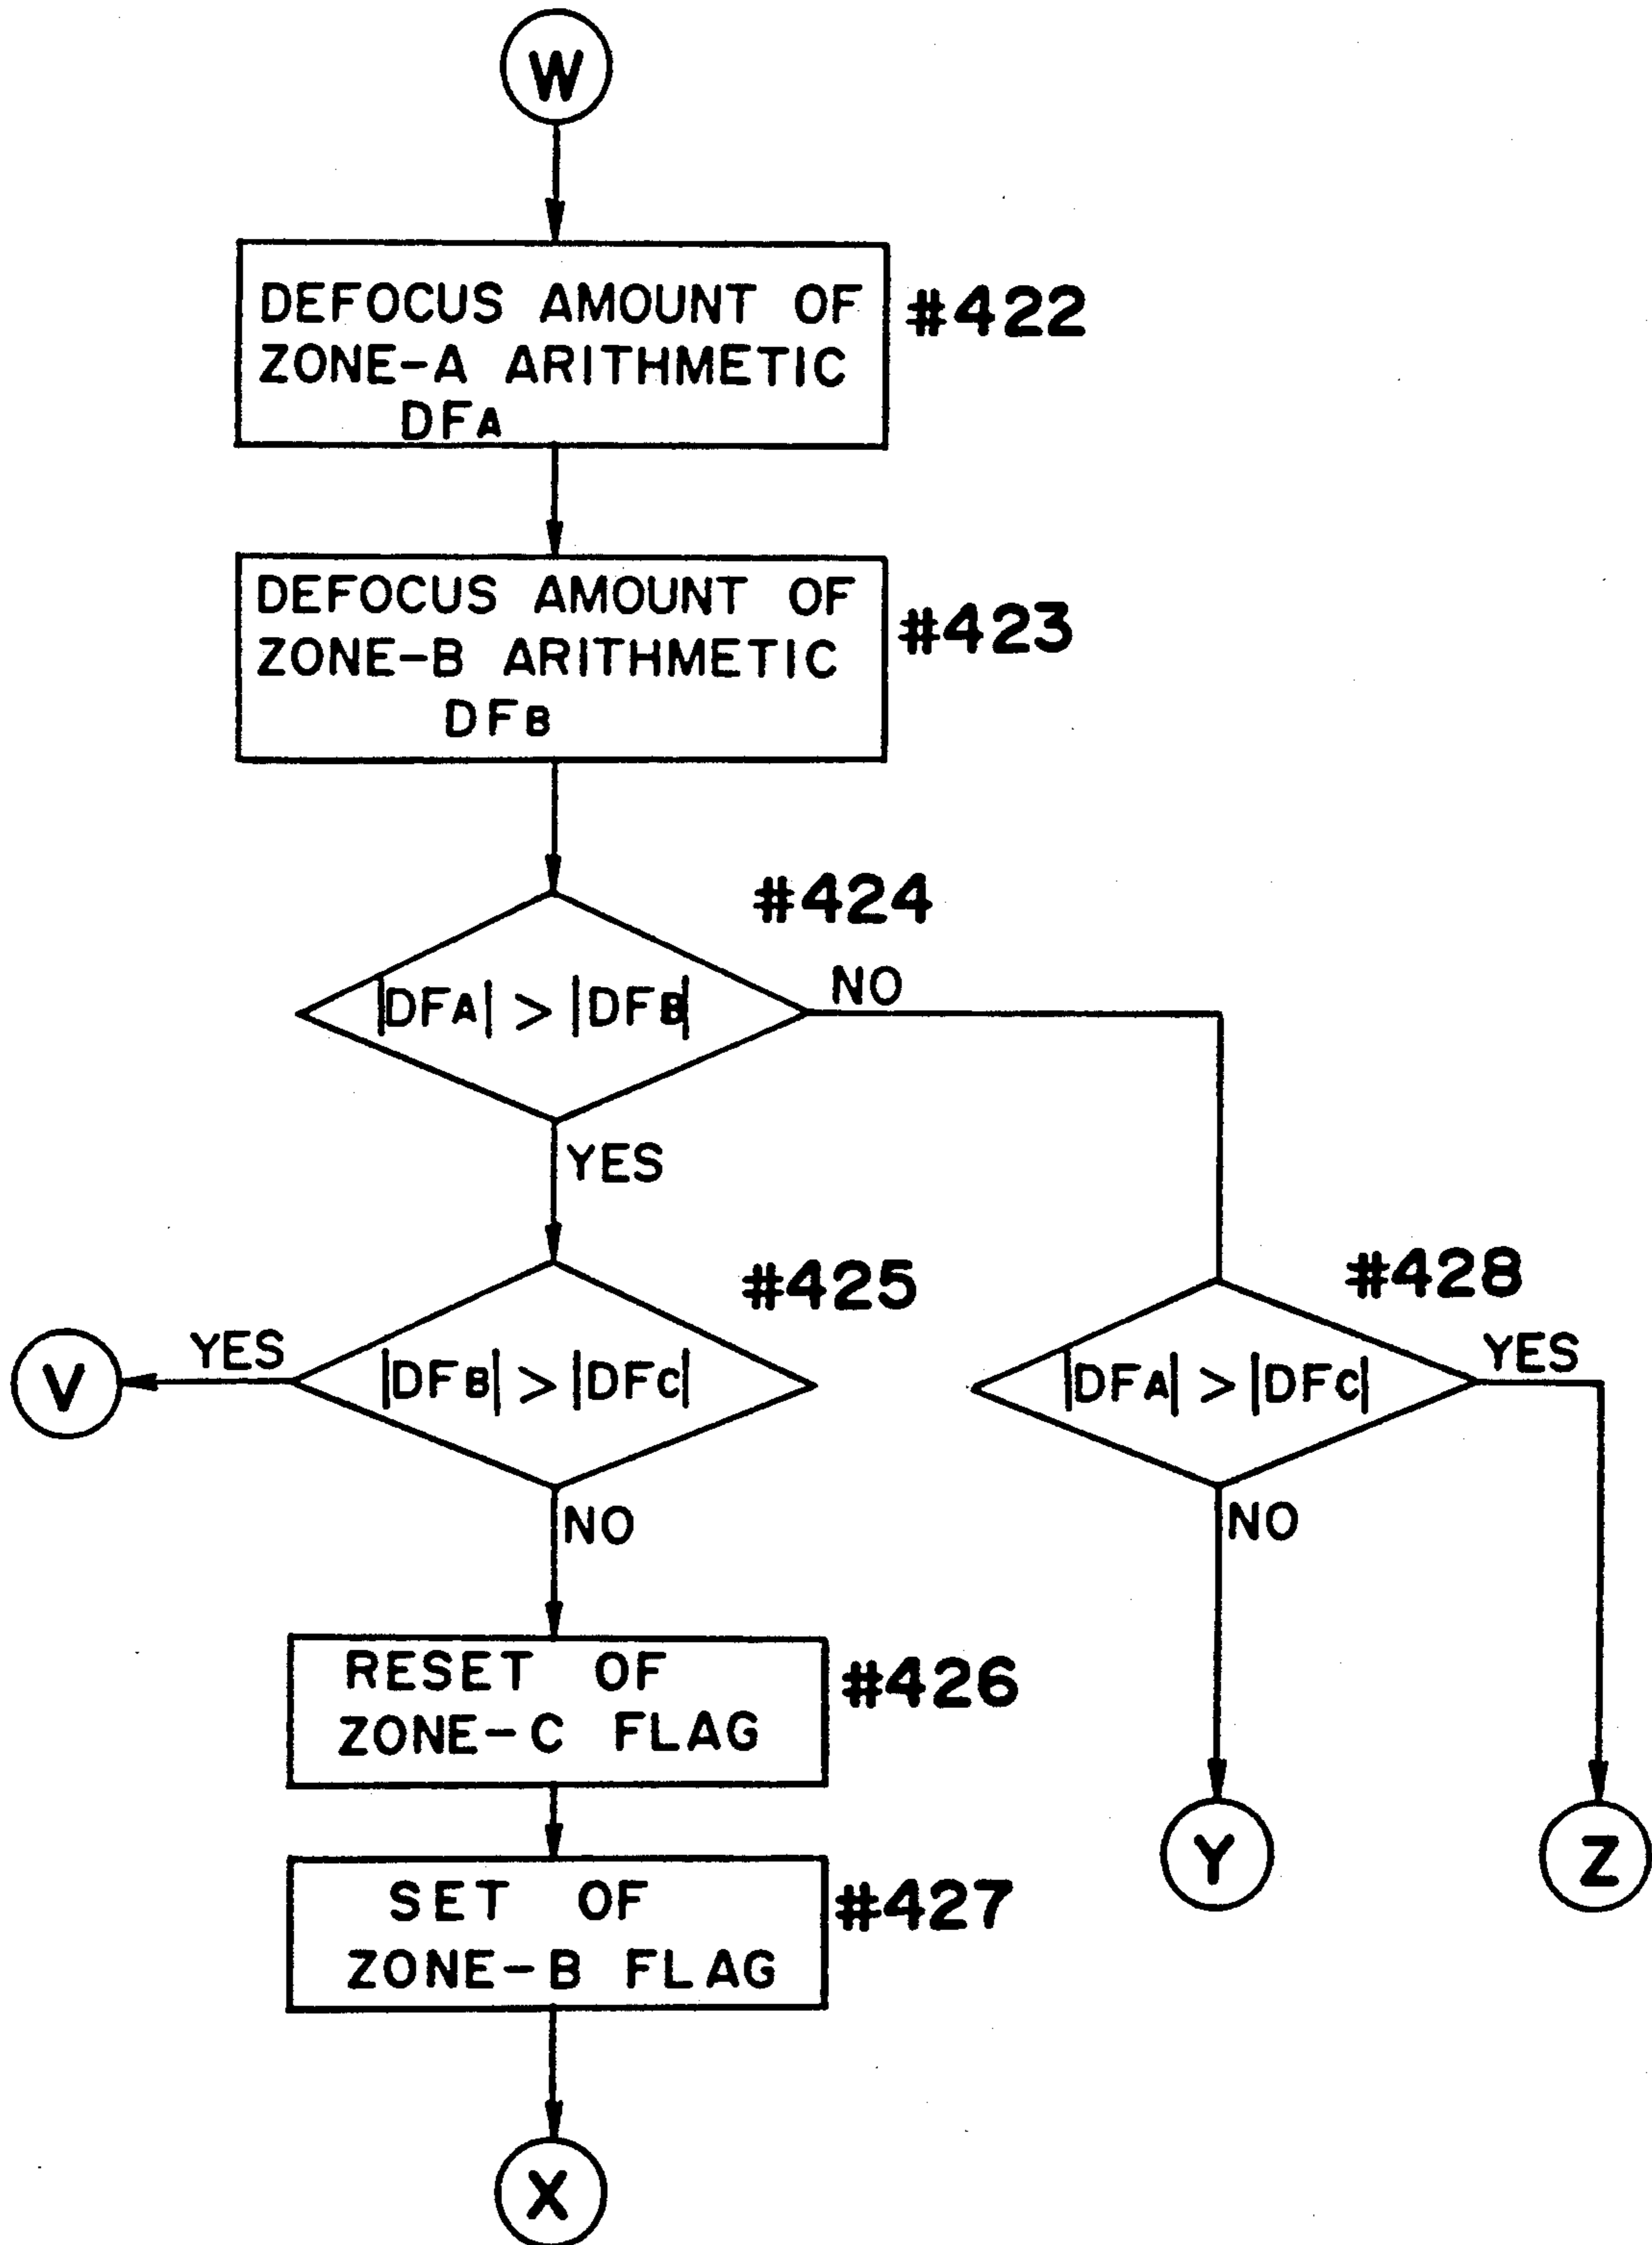 W
DEFOCUS AMOUNT OF
ZONE-A ARITHMETIC
DFA
#422
DEFOCUS AMOUNT OF
ZONE-B ARITHMETIC
DFB
#423
#424
|DFA| > |DFB|
NO
YES
#425
|DFB| > |DFC|
YES
V
NO
#428
|DFA| > |DFC|
YES
NO
RESET OF
ZONE-C FLAG
#426
SET OF
ZONE-B FLAG
#427
Y
Z
X